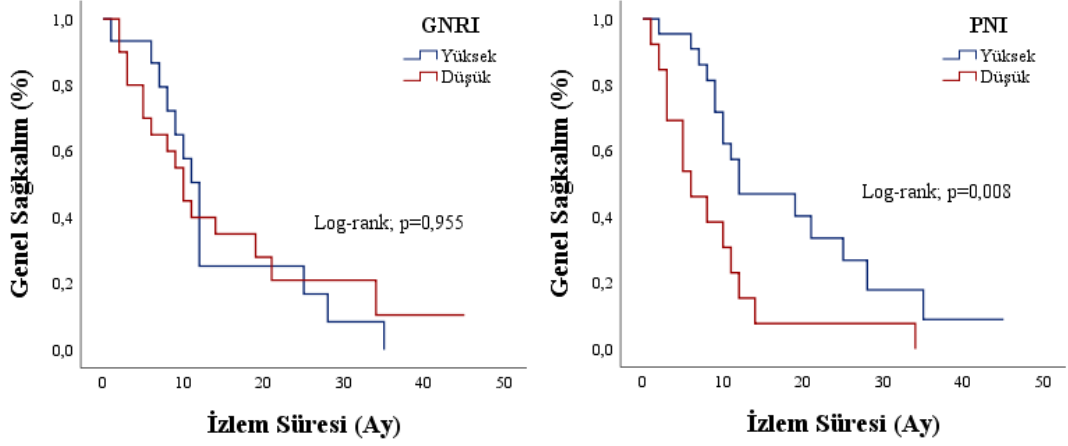 GNRI
Yüksek
Düşük
Log-rank; p=0,955
Genel Sağkalım (%)
1,0
0,8
0,6
0,4
0,2
0,0
0
10
20
30
40
50
İzlem Süresi (Ay)
PNI
Yüksek
Düşük
Log-rank; p=0,008
Genel Sağkalım (%)
1,0
0,8
0,6
0,4
0,2
0,0
0
10
20
30
40
50
İzlem Süresi (Ay)